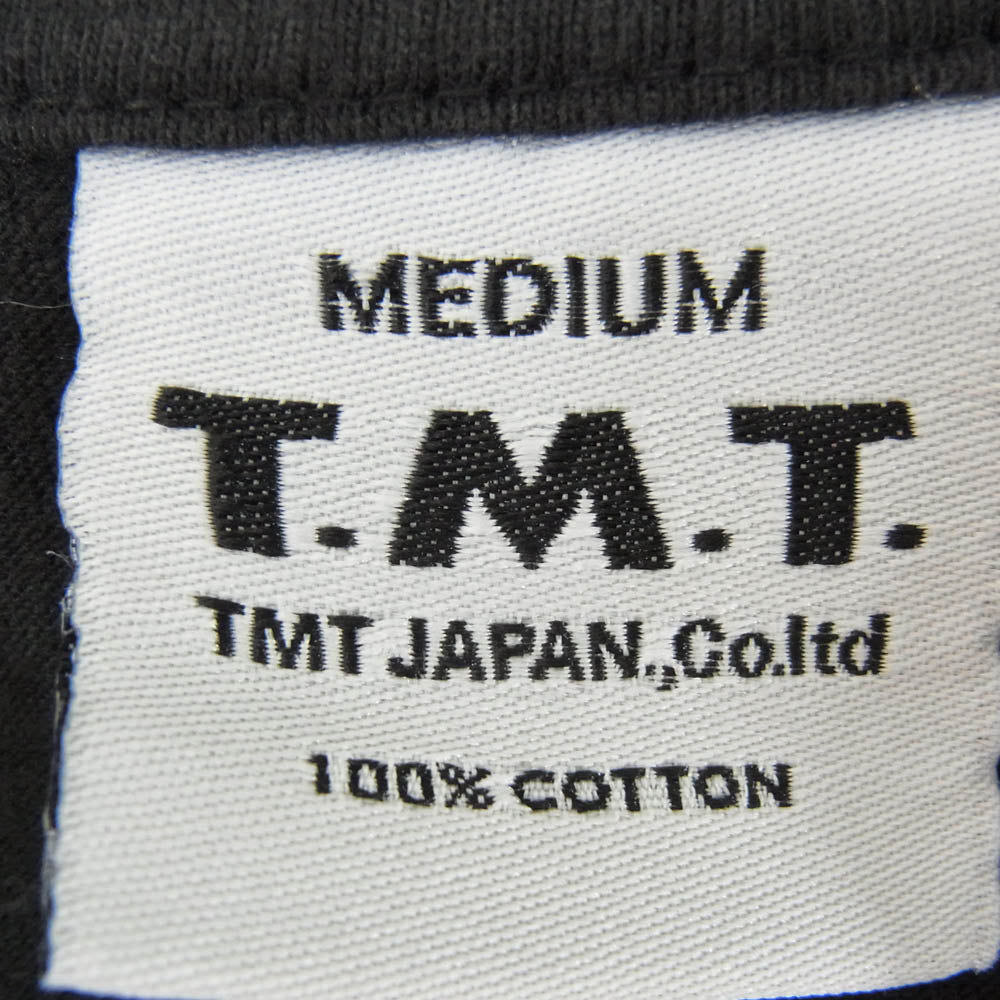 MEDIUM
T.M.T.
TMT JAPAN.,Co.ltd
100% COTTON